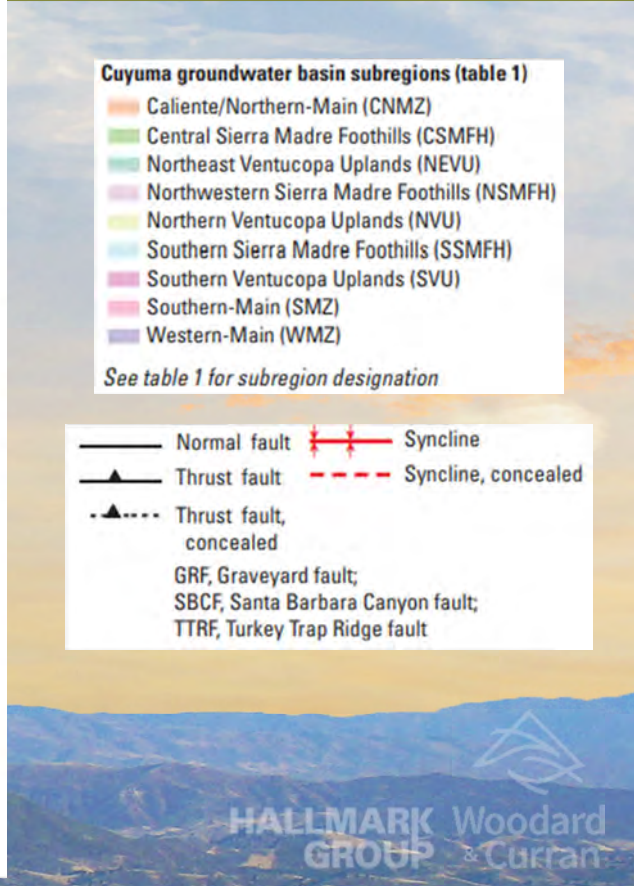 Cuyuma groundwater basin subregions (table 1)
Caliente/Northern-Main (CNMZ)
Central Sierra Madre Foothills (CSMFH)
Northeast Ventucopa Uplands (NEVU)
Northwestern Sierra Madre Foothills (NSMFH)
Northern Ventucopa Uplands (NVU)
Southern Sierra Madre Foothills (SSMFH)
Southern Ventucopa Uplands (SVU)
Southern-Main (SMZ)
Western-Main (WMZ)
See table 1 for subregion designation
Normal fault
Syncline
Thrust fault
Syncline, concealed
Thrust fault,
concealed
GRF, Graveyard fault;
SBCF, Santa Barbara Canyon fault;
TTRF, Turkey Trap Ridge fault
HALLMARK
GROUP
Woodard
& Curran